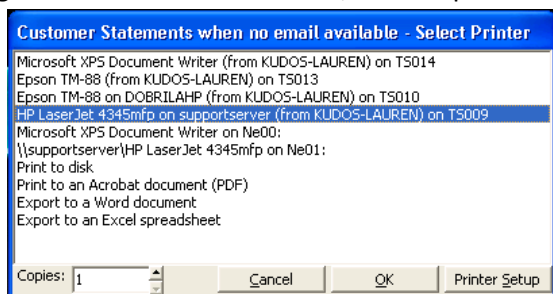 Customer Statements when no email available - Select Printer
Microsoft XPS Document Writer (from KUDOS-LAUREN) on TS014
Epson TM-88 (from KUDOS-LAUREN) on TS013
Epson TM-88 on DOBRILAHP (from KUDOS-LAUREN) on TS010
HP LaserJet 4345mfp on supportserver (from KUDOS-LAUREN) on TS009
Microsoft XPS Document Writer on Ne00:
\\supportserver\HP LaserJet 4345mfp on Ne01:
Print to disk
Print to an Acrobat document (PDF)
Export to a Word document
Export to an Excel spreadsheet
Copies: 1 Cancel OK Printer Setup